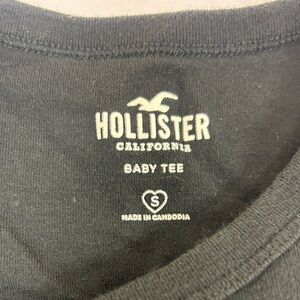 HOLLISTER
CALIFORNIA
BABY TEE
S
MADE IN CAMBODIA